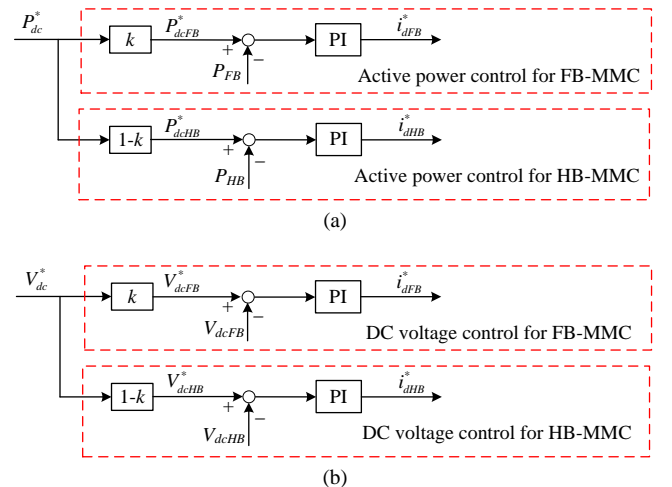 P*dc
k
P*dcFB
+
−
PFB
PI
i*dFB
Active power control for FB-MMC
1-k
P*dcHB
+
−
PHB
PI
i*dHB
Active power control for HB-MMC
(a)
V*dc
k
V*dcFB
+
−
VdcFB
PI
i*dFB
DC voltage control for FB-MMC
1-k
V*dcHB
+
−
VdcHB
PI
i*dHB
DC voltage control for HB-MMC
(b)